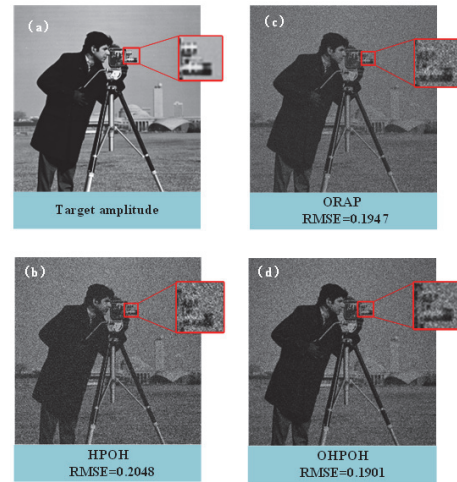 (a)
Target amplitude
(c)
ORAP
RMSE=0.1947
(b)
HPOH
RMSE=0.2048
(d)
OHPOH
RMSE=0.1901